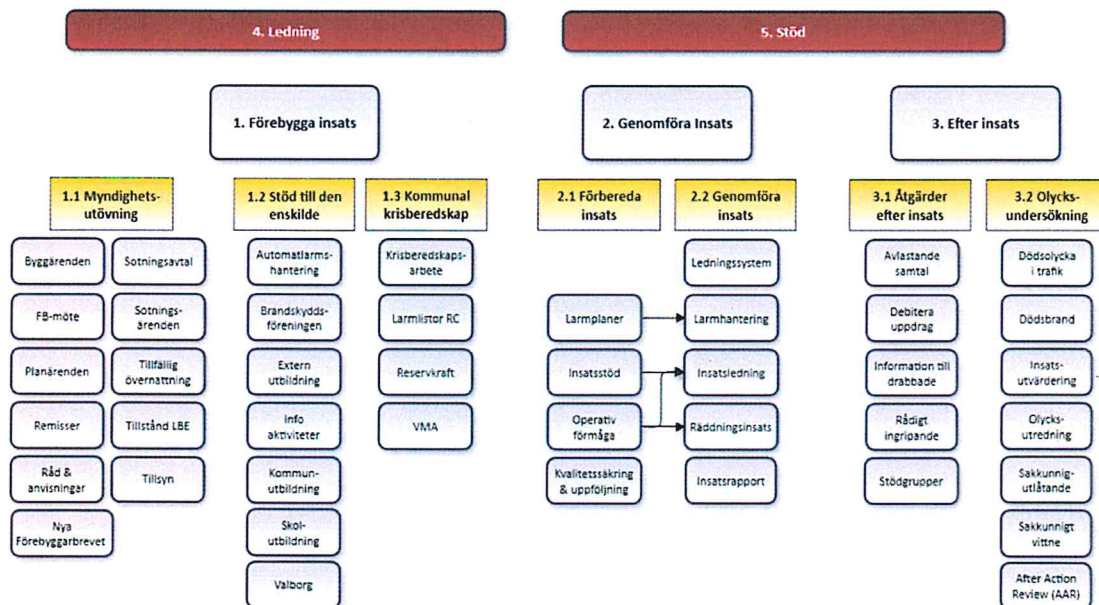 4. Ledning
5. Stöd
1. Förebygga insats
2. Genomföra Insats
3. Efter insats
1.1 Myndighets-
utövning
Byggärenden
FB-möte
Planärenden
Remisser
Råd &
anvisningar
Nya
Förebyggarbrevet
Sotningsavtal
Sotnings-
ärenden
Tillfällig
övernattning
Tillstånd LBE
Tillsyn
1.2 Stöd till den
enskilde
Automatlarms-
hantering
Brandskydds-
föreningen
Extern
utbildning
Info
aktiviteter
Kommun-
utbildning
Skol-
utbildning
Valborg
1.3 Kommunal
krisberedskap
Krisberedskaps-
arbete
Larmlistor RC
Reservkraft
VMA
2.1 Förbereda
insats
Larmplaner
Insatsstöd
Operativ
förmåga
Kvalitetssäkring
& uppföljning
2.2 Genomföra
insats
Ledningssystem
Larmhantering
Insatsledning
Räddningsinsats
Insatsrapport
3.1 Åtgärder
efter insats
Avlastande
samtal
Debitera
uppdrag
Information till
drabbade
Rådigt
ingripande
Stödgrupper
3.2 Olycks-
undersökning
Dödsolycka
i trafik
Dödsbrand
Insats-
utvärdering
Olycks-
utredning
Sakkunnig-
utlåtande
Sakkunnigt
vittne
After Action
Review (AAR)